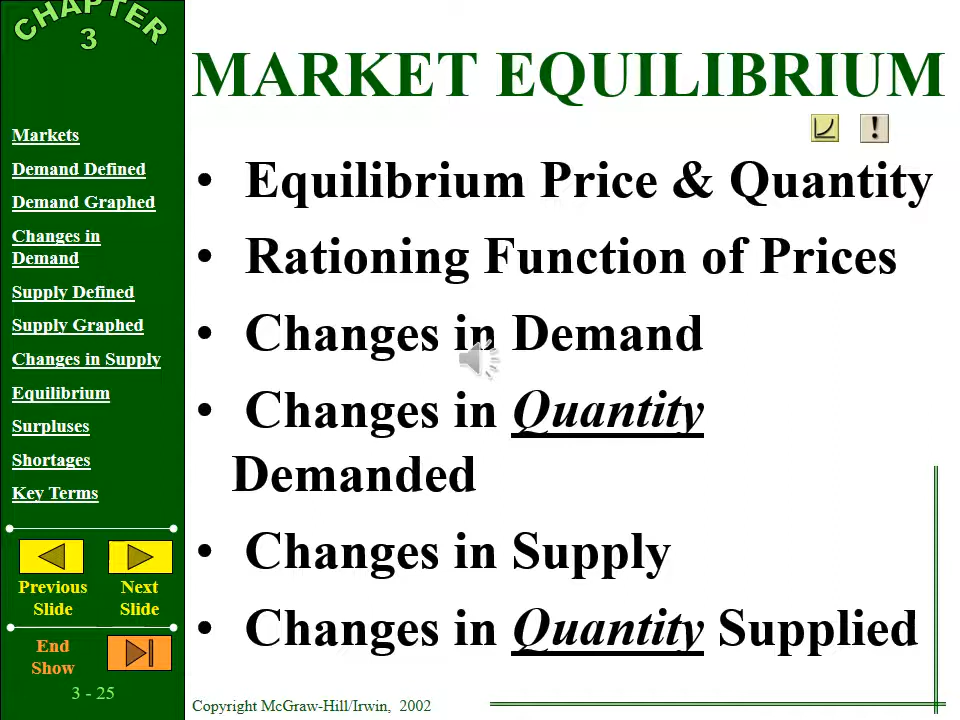 CHAPTER
3
MARKET EQUILIBRIUM
Markets
Demand Defined
Demand Graphed
Changes in
Demand
Supply Defined
Supply Graphed
Changes in Supply
Equilibrium
Surpluses
Shortages
Key Terms
Previous
Slide
Next
Slide
End
Show
3 - 25
!
• Equilibrium Price & Quantity
• Rationing Function of Prices
• Changes in Demand
• Changes in Quantity
Demanded
• Changes in Supply
• Changes in Quantity Supplied
Copyright McGraw-Hill/Irwin, 2002